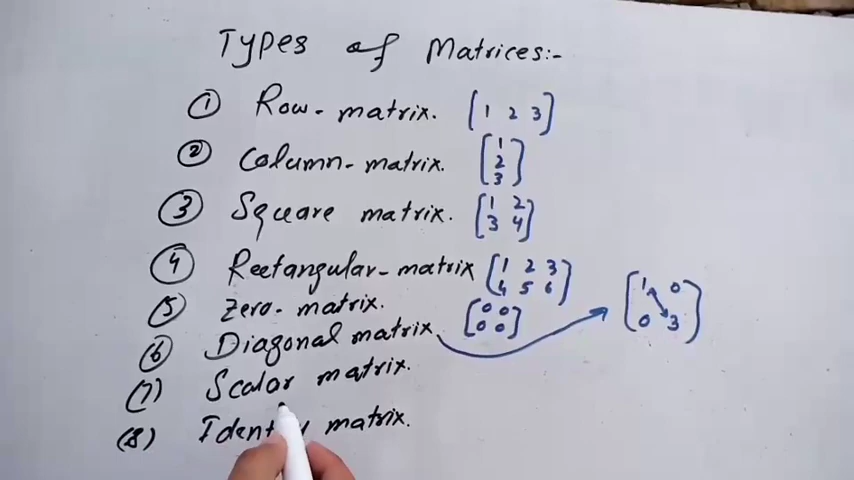 Types of Matrices:-
① Row-matrix. [1 2 3]
② Column-matrix. [1 2 3]
③ Square matrix. [1 2 3 4]
④ Rectangular-matrix [1 2 3 4 5 6]
⑤ Zero-matrix. [0 0 0 0]
⑥ Diagonal matrix [1 0 0 3]
(7) Scalar matrix.
(8) Identity matrix.